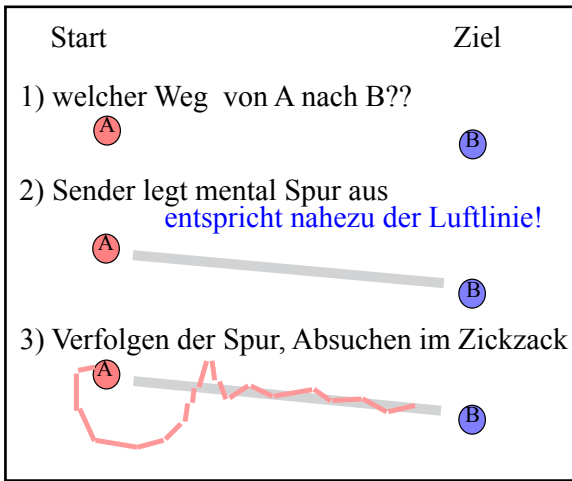 Start Ziel
1) welcher Weg von A nach B??
A B
2) Sender legt mental Spur aus
entspricht nahezu der Luftlinie!
A
B
3) Verfolgen der Spur, Absuchen im Zickzack
A
B